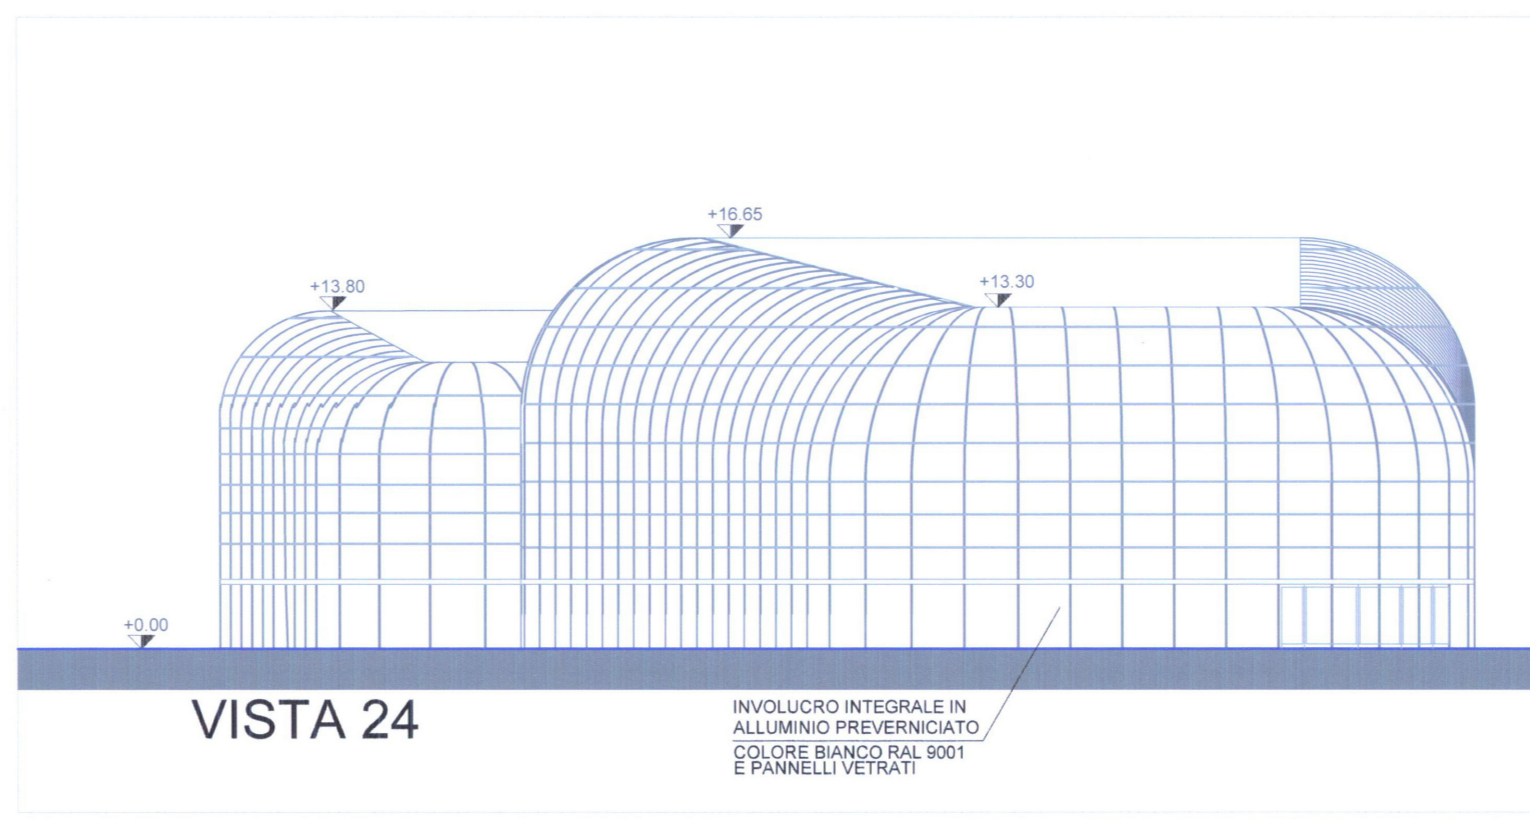 +16.65
+13.80
+13.30
+0.00
VISTA 24
INVOLUCRO INTEGRALE IN
ALLUMINIO PREVERNICIATO
COLORE BIANCO RAL 9001
E PANNELLI VETRATI